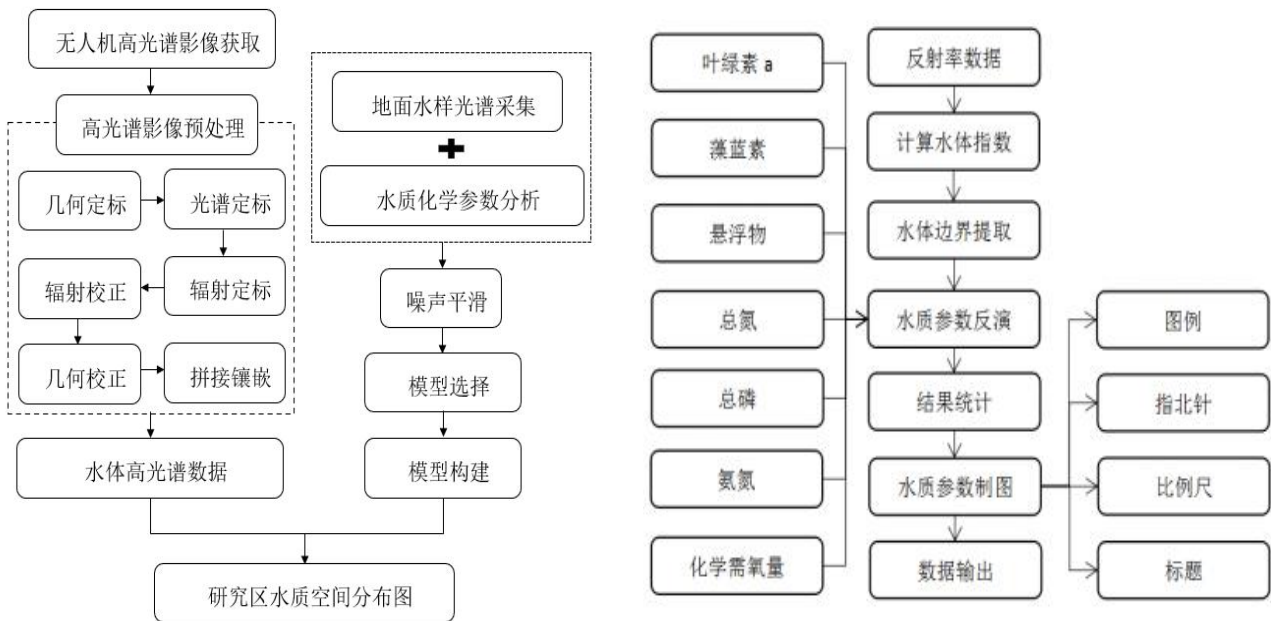 无人机高光谱影像获取
高光谱影像预处理
几何定标
光谱定标
辐射校正
辐射定标
几何校正
拼接镶嵌
水体高光谱数据
地面水样光谱采集
水质化学参数分析
噪声平滑
模型选择
模型构建
研究区水质空间分布图
叶绿素 a
藻蓝素
悬浮物
总氮
总磷
氨氮
化学需氧量
反射率数据
计算水体指数
水体边界提取
水质参数反演
结果统计
水质参数制图
数据输出
图例
指北针
比例尺
标题